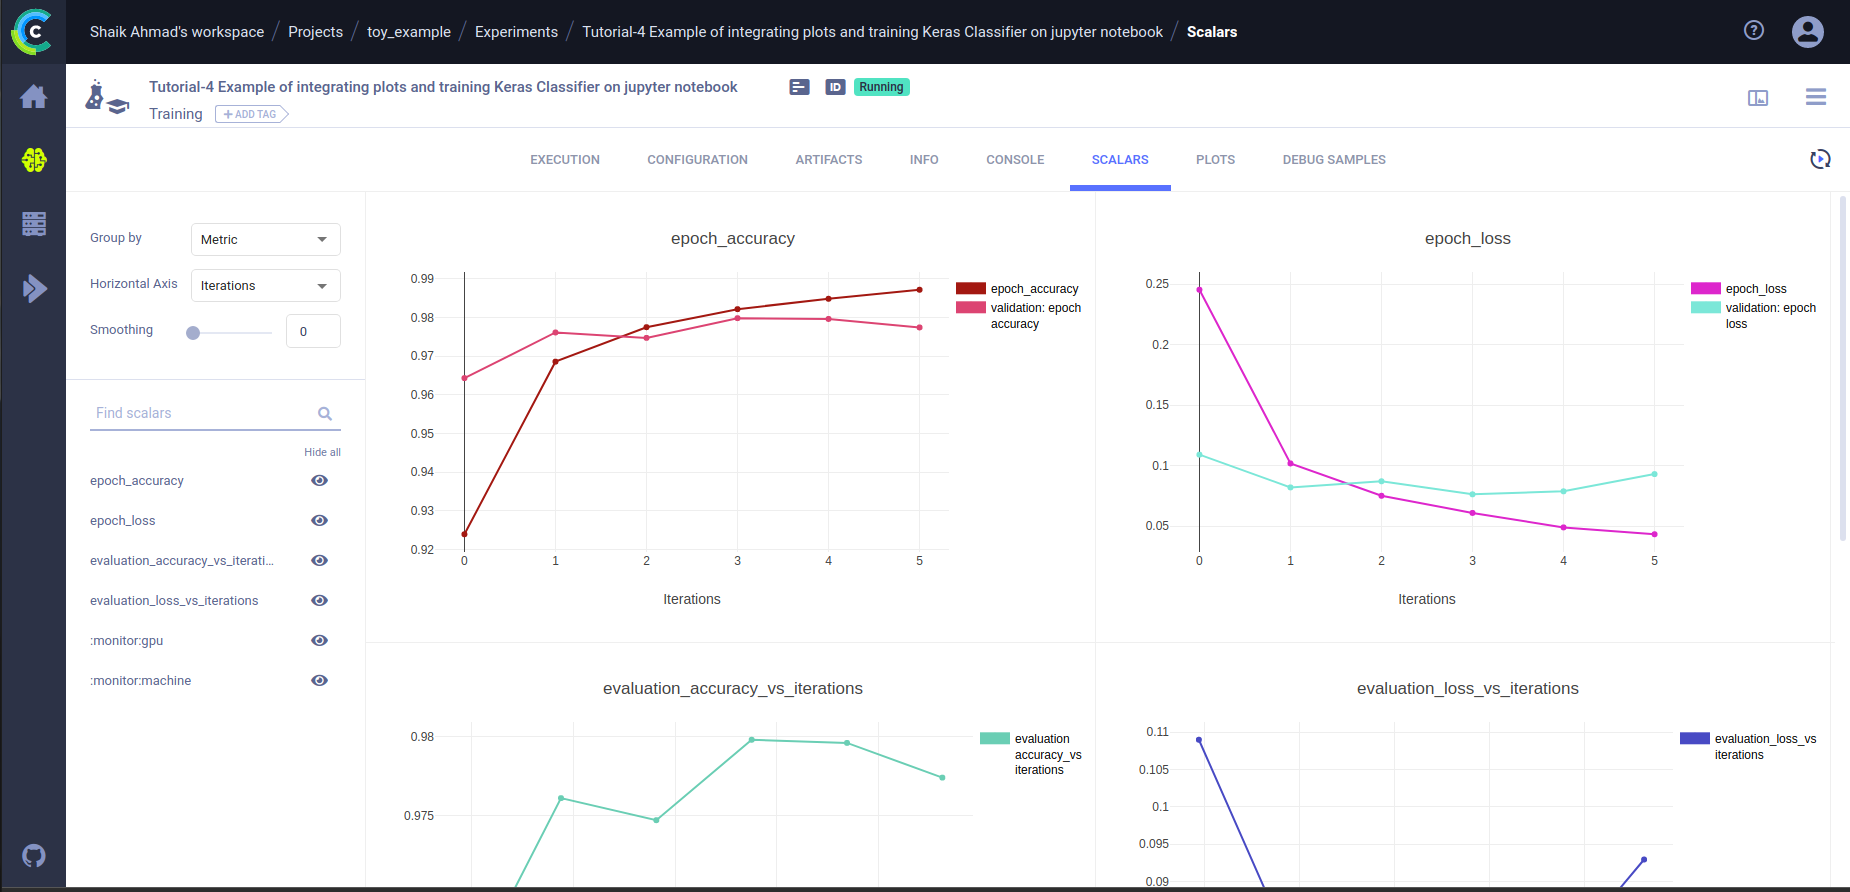 Shaik Ahmad's workspace / Projects / toy_example / Experiments / Tutorial-4 Example of integrating plots and training Keras Classifier on jupyter notebook / Scalars
Tutorial-4 Example of integrating plots and training Keras Classifier on jupyter notebook ID Running
Training + ADD TAG
EXECUTION CONFIGURATION ARTIFACTS INFO CONSOLE SCALARS PLOTS DEBUG SAMPLES
Group by Metric
Horizontal Axis Iterations
Smoothing 0
Find scalars
Hide all
epoch_accuracy
epoch_loss
evaluation_accuracy_vs_iterati...
evaluation_loss_vs_iterations
:monitor:gpu
:monitor:machine
epoch_accuracy
0.99
0.98
0.97
0.96
0.95
0.94
0.93
0.92
0 1 2 3 4 5
Iterations
epoch_accuracy
validation: epoch
accuracy
epoch_loss
0.25
0.2
0.15
0.1
0.05
0 1 2 3 4 5
Iterations
epoch_loss
validation: epoch
loss
evaluation_accuracy_vs_iterations
0.98
0.975
evaluation
accuracy_vs
iterations
evaluation_loss_vs_iterations
0.11
0.105
0.1
0.095
0.09
evaluation_loss_vs
iterations